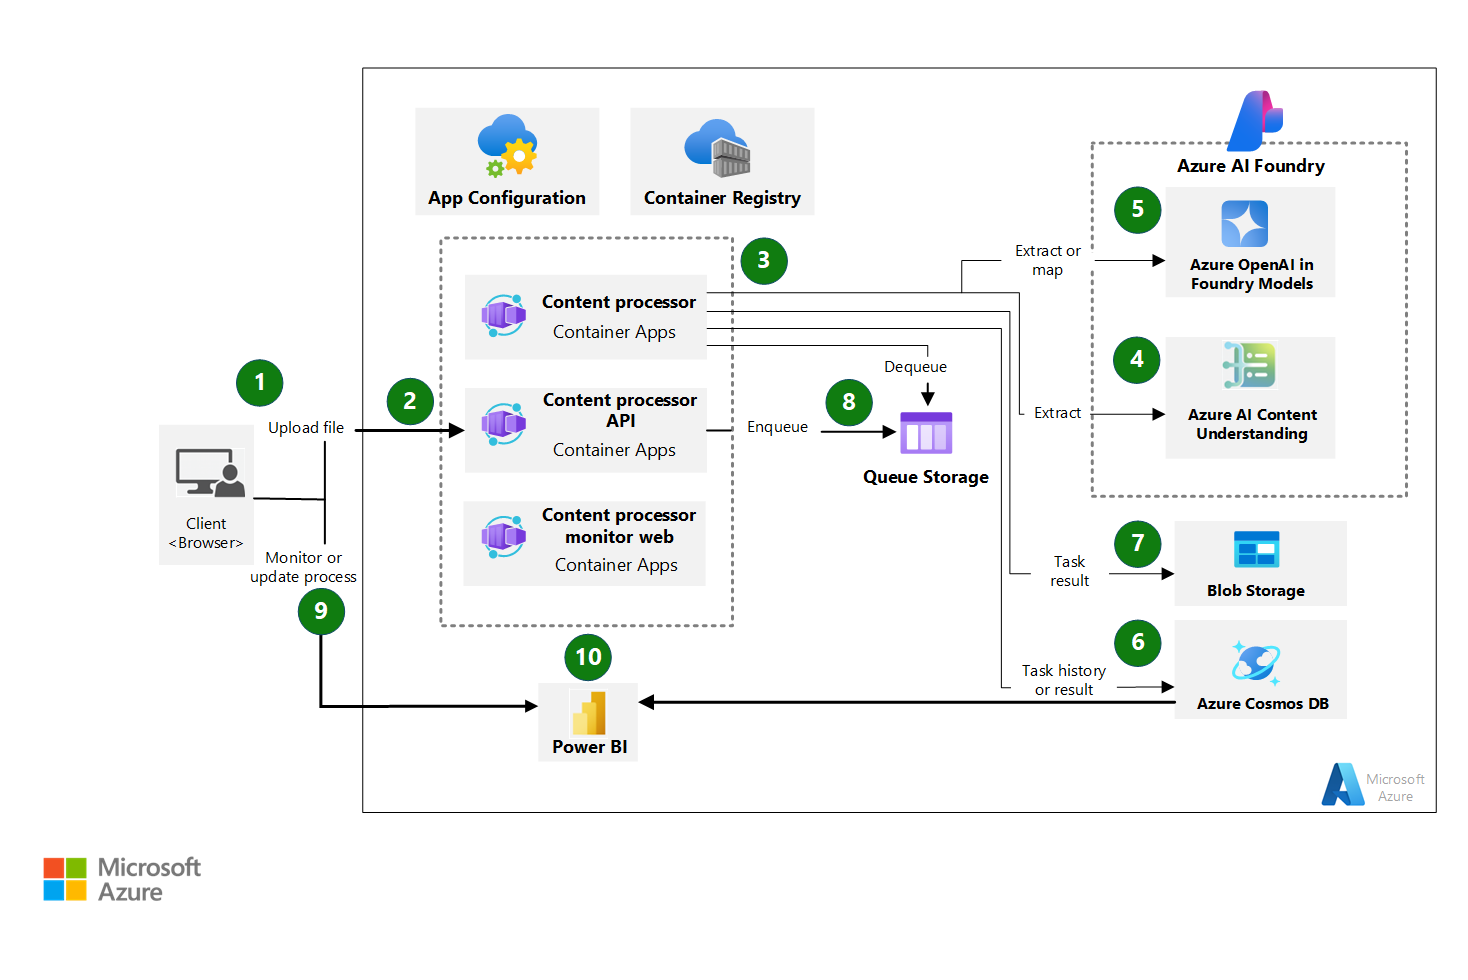 App Configuration
Container Registry
Azure AI Foundry
5
Azure OpenAI in
Foundry Models
3
Extract or
map
Content processor
Container Apps
4
Azure AI Content
Understanding
Dequeue
Extract
1
2
8
Upload file
Content processor
API
Container Apps
Enqueue
Queue Storage
Client
<Browser>
Content processor
monitor web
Container Apps
Monitor or
update process
9
7
Task
result
Blob Storage
6
Task history
or result
Azure Cosmos DB
10
Power BI
Microsoft
Azure
Microsoft
Azure